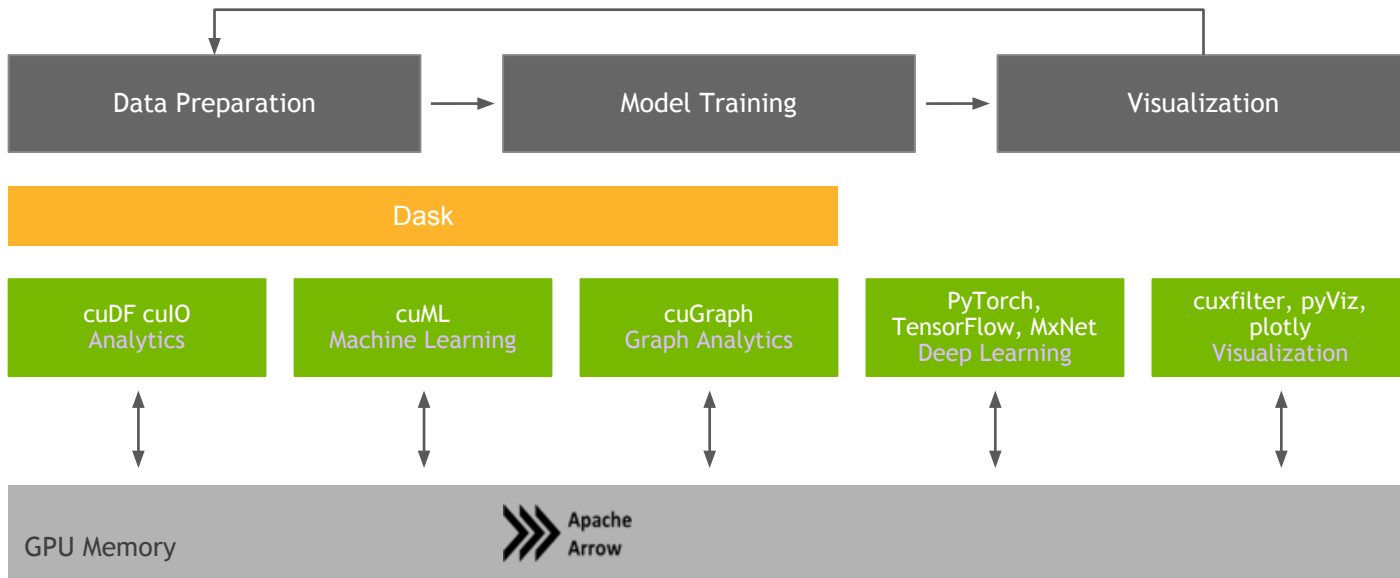 Data Preparation
Model Training
Visualization
Dask
cuDF cuIO
Analytics
cuML
Machine Learning
cuGraph
Graph Analytics
PyTorch,
TensorFlow, MxNet
Deep Learning
cuxfilter, pyViz,
plotly
Visualization
GPU Memory
Apache
Arrow